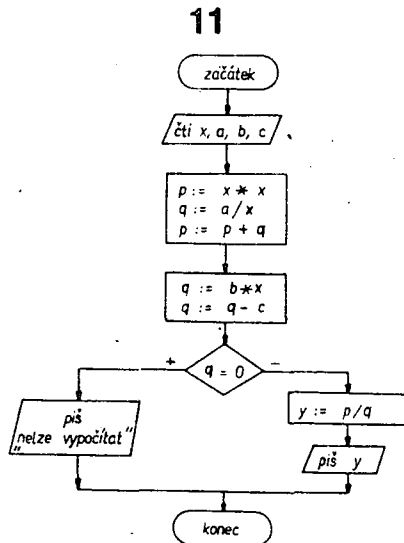 11
začátek
čti x, a, b, c
p := x * x
q := a / x
p := p + q
q := b * x
q := q - c
+
q = 0
-
piš
„nelze vypočítat"
y := p/q
piš y
konec